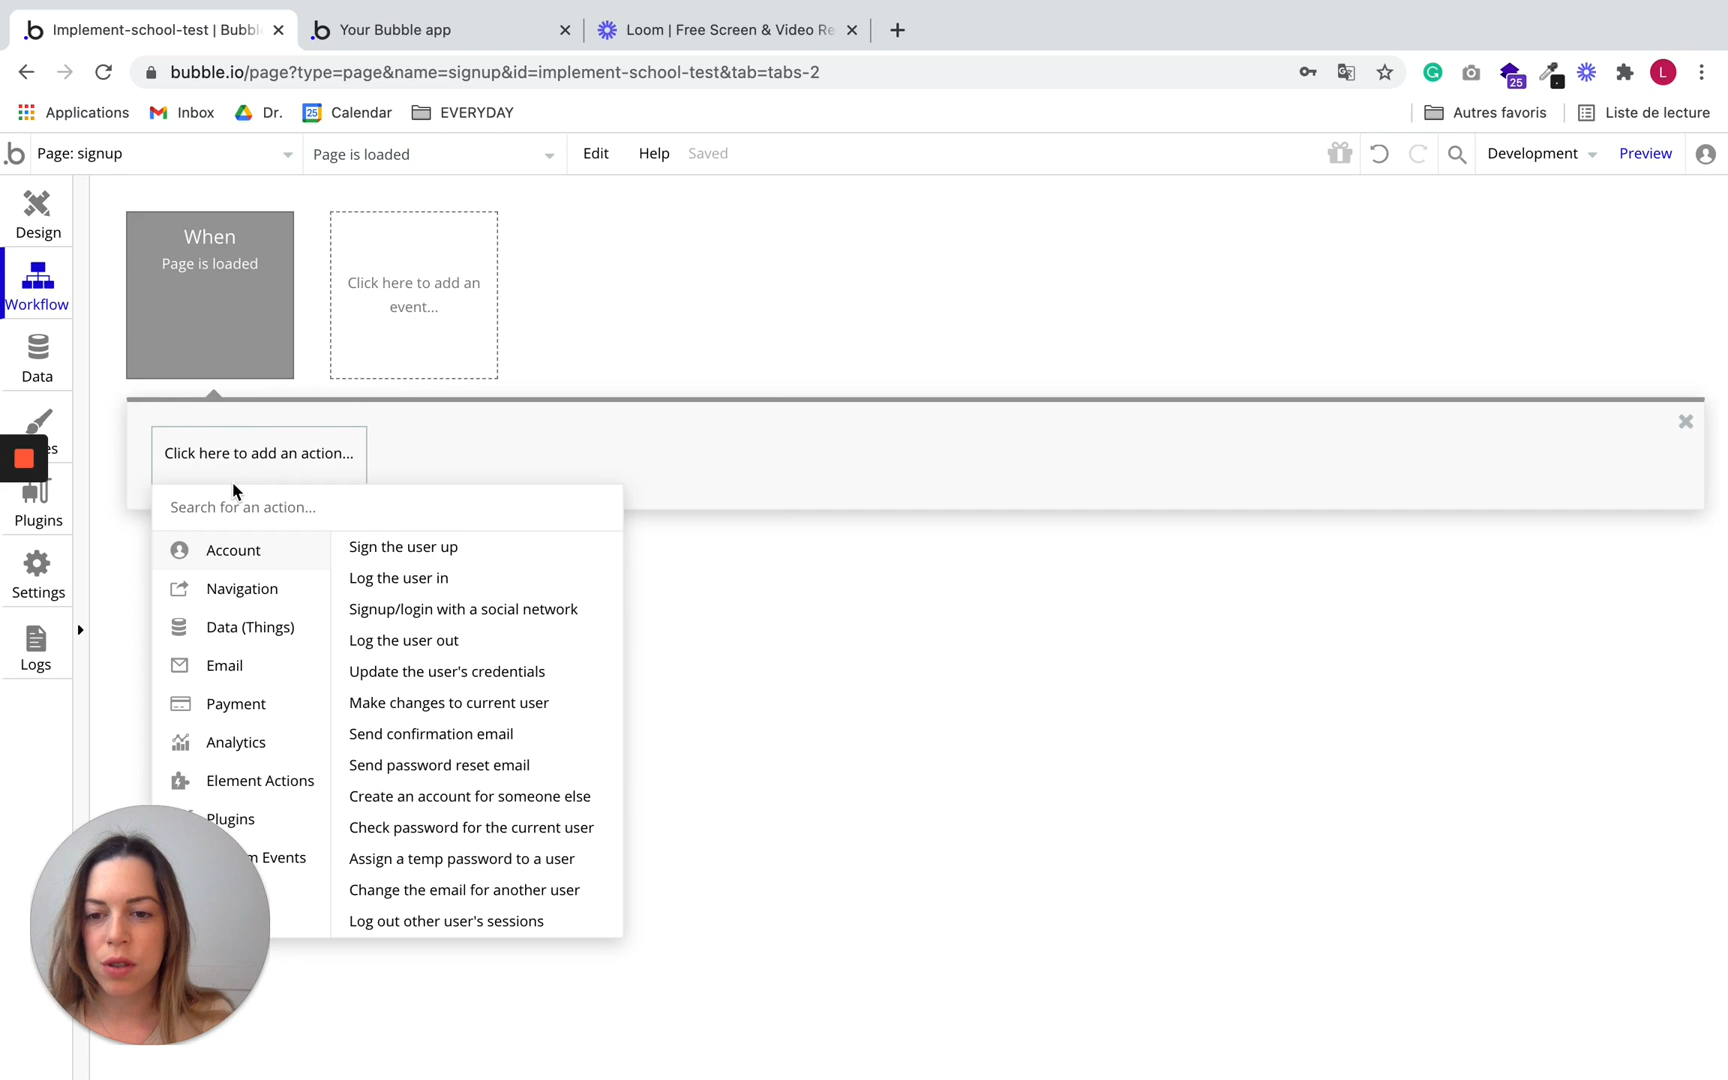 Implement-school-test | Bubbl
Your Bubble app
Loom | Free Screen & Video Re
bubble.io/page?type=page&name=signup&id=implement-school-test&tab=tabs-2
25
L
Applications
Inbox
Dr.
25
Calendar
EVERYDAY
Autres favoris
Liste de lecture
b
Page: signup
Page is loaded
Edit
Help
Saved
Development
Preview
Design
Workflow
Data
es
Plugins
Settings
Logs
When
Page is loaded
Click here to add an
event...
Click here to add an action...
Search for an action...
Account
Navigation
Data (Things)
Email
Payment
Analytics
Element Actions
Plugins
m Events
Sign the user up
Log the user in
Signup/login with a social network
Log the user out
Update the user's credentials
Make changes to current user
Send confirmation email
Send password reset email
Create an account for someone else
Check password for the current user
Assign a temp password to a user
Change the email for another user
Log out other user's sessions